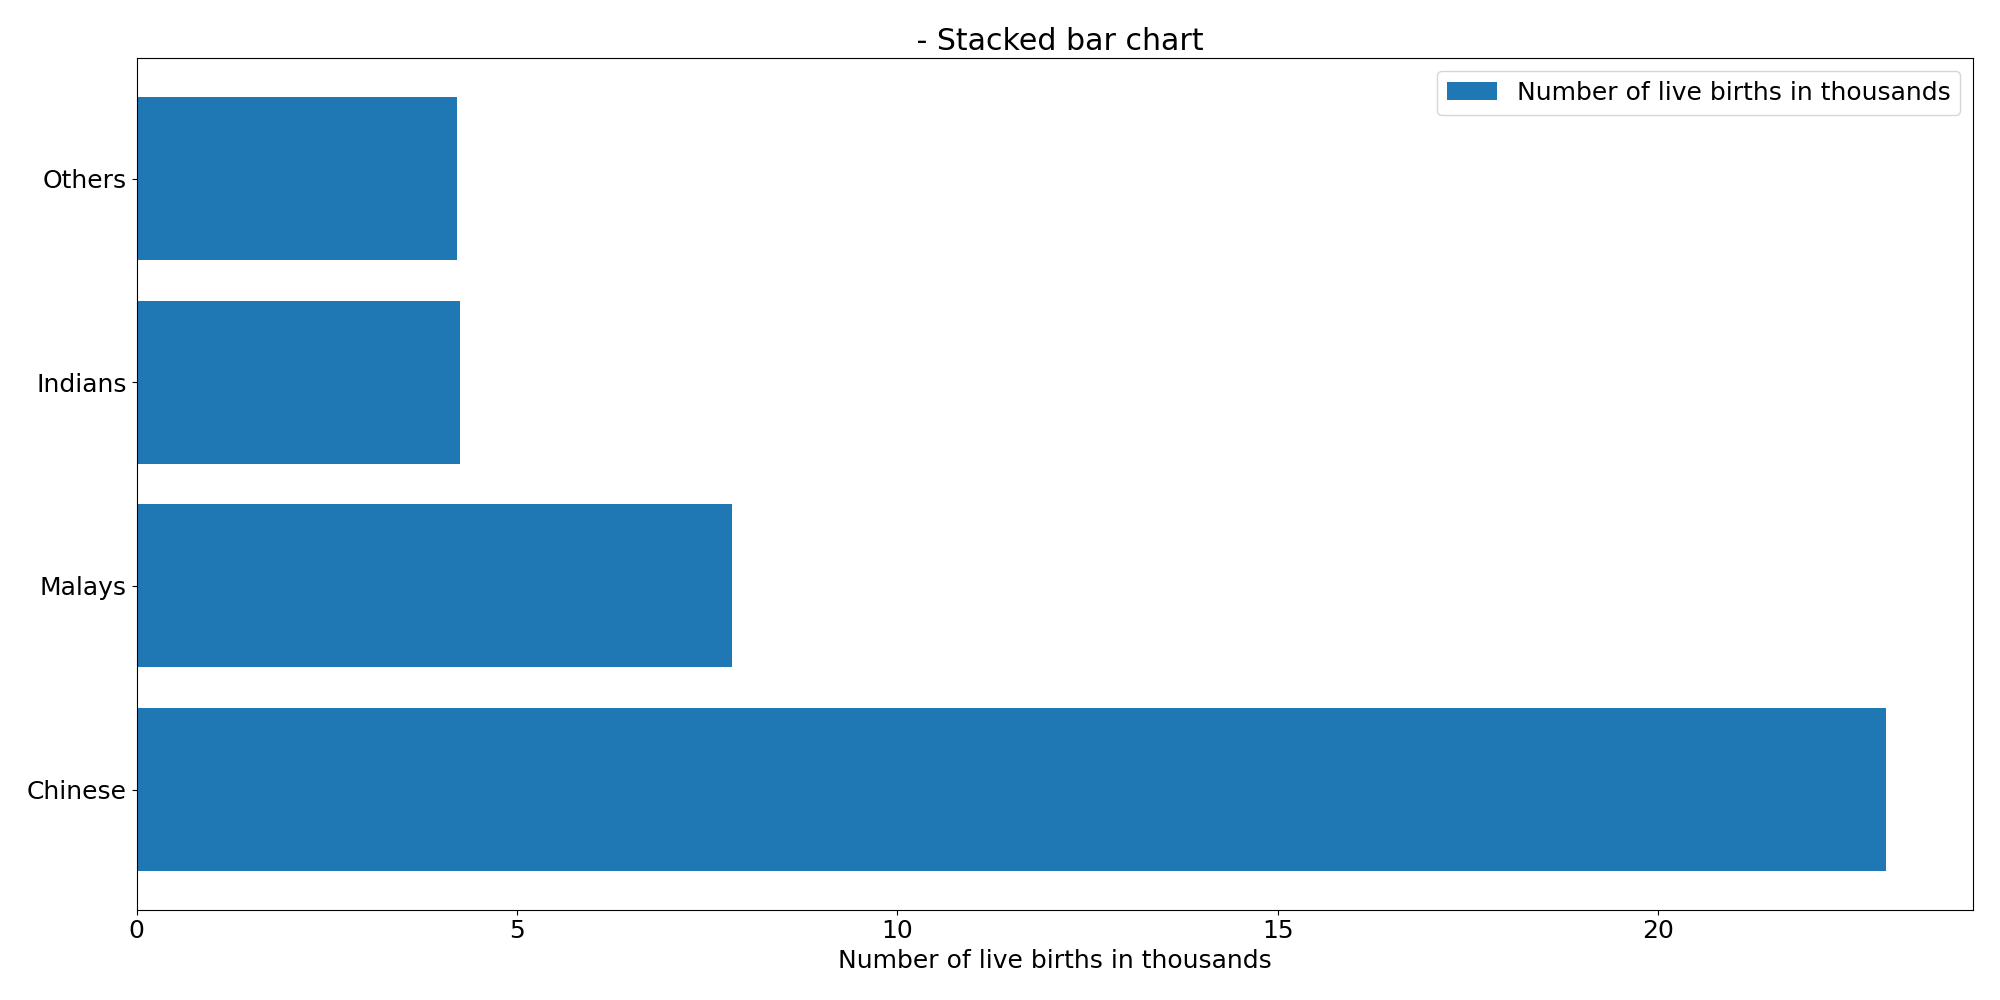 - Stacked bar chart
Number of live births in thousands
Others
Indians
Malays
Chinese
0 5 10 15 20
Number of live births in thousands